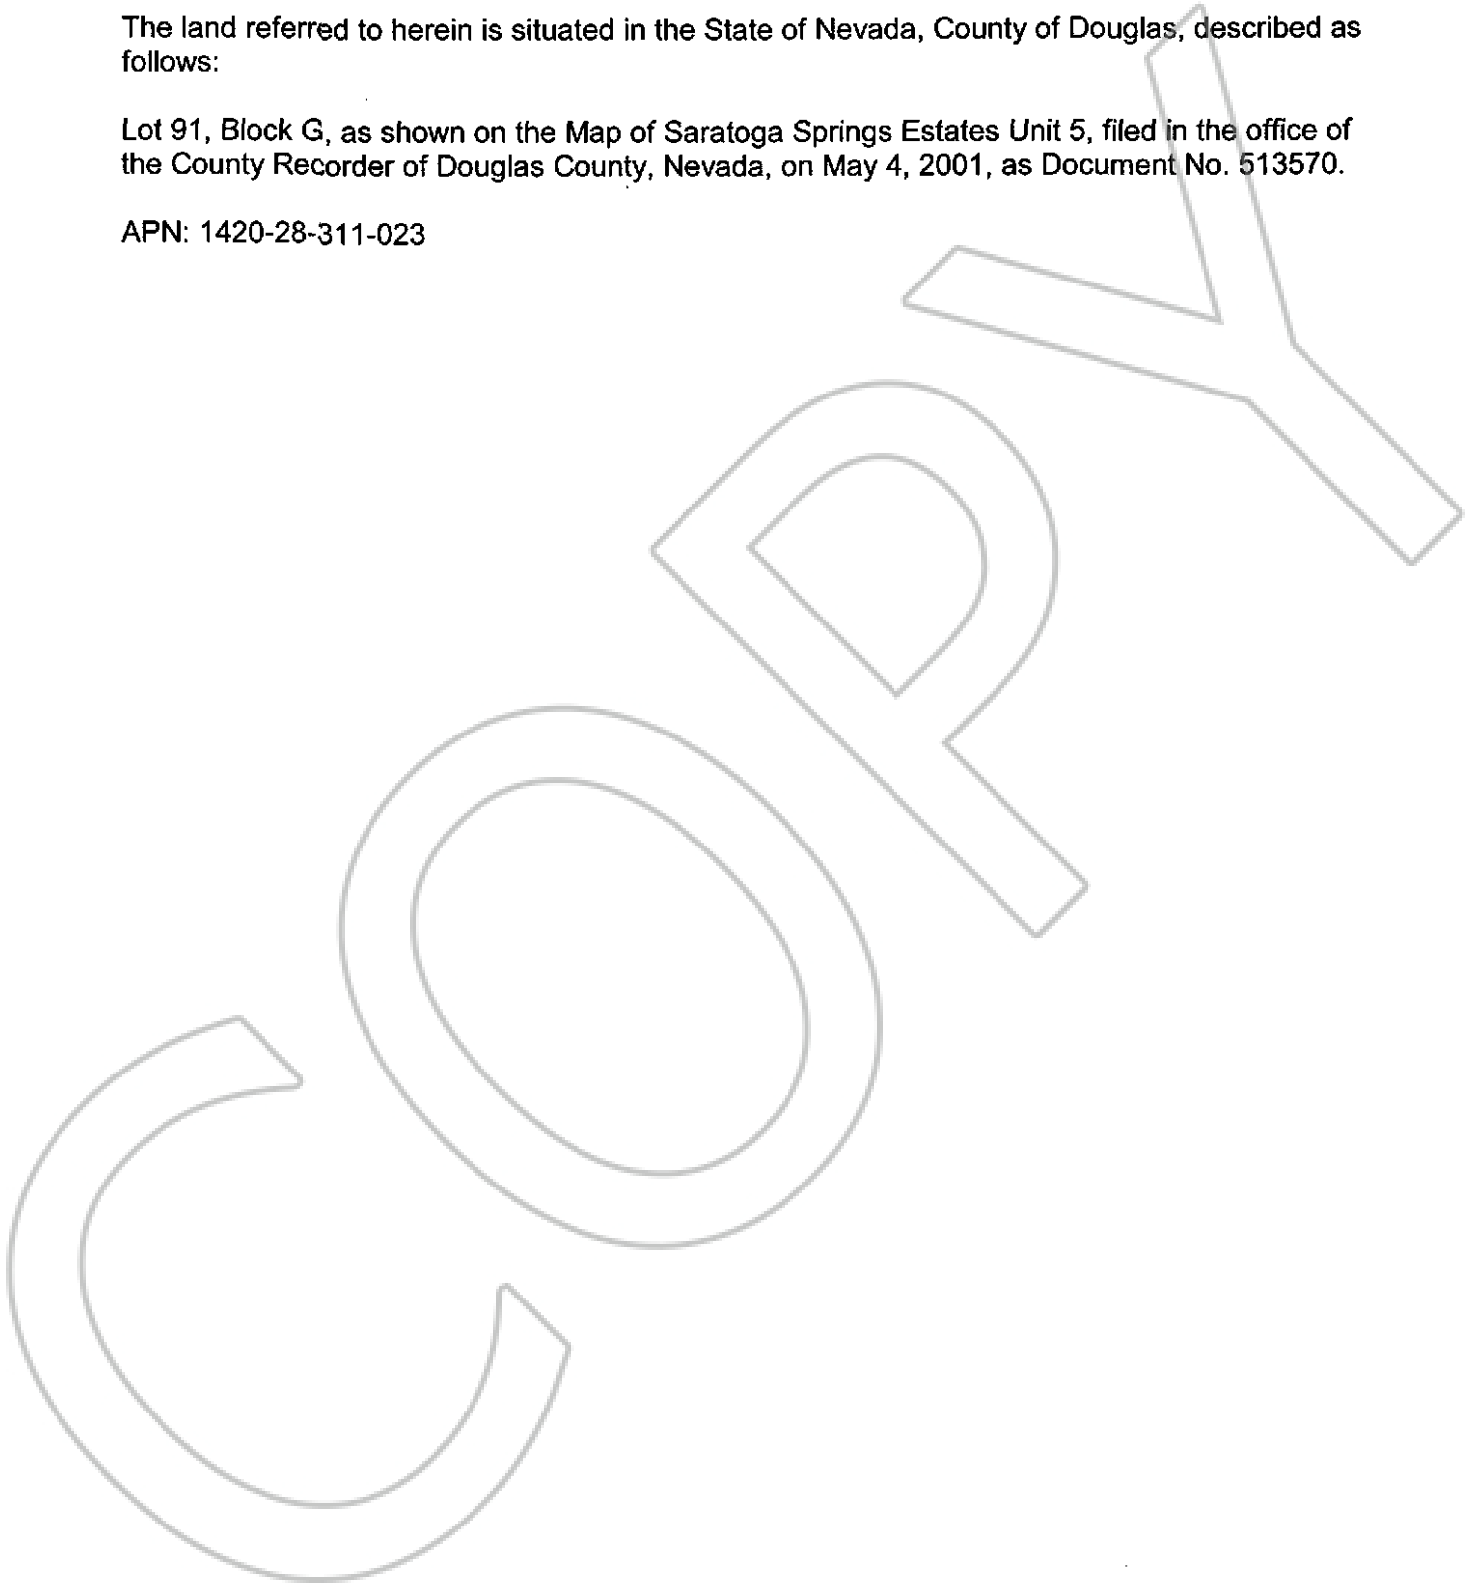 The land referred to herein is situated in the State of Nevada, County of Douglas, described as
follows:
Lot 91, Block G, as shown on the Map of Saratoga Springs Estates Unit 5, filed in the office of
the County Recorder of Douglas County, Nevada, on May 4, 2001, as Document No. 513570.
APN: 1420-28-311-023
COPY